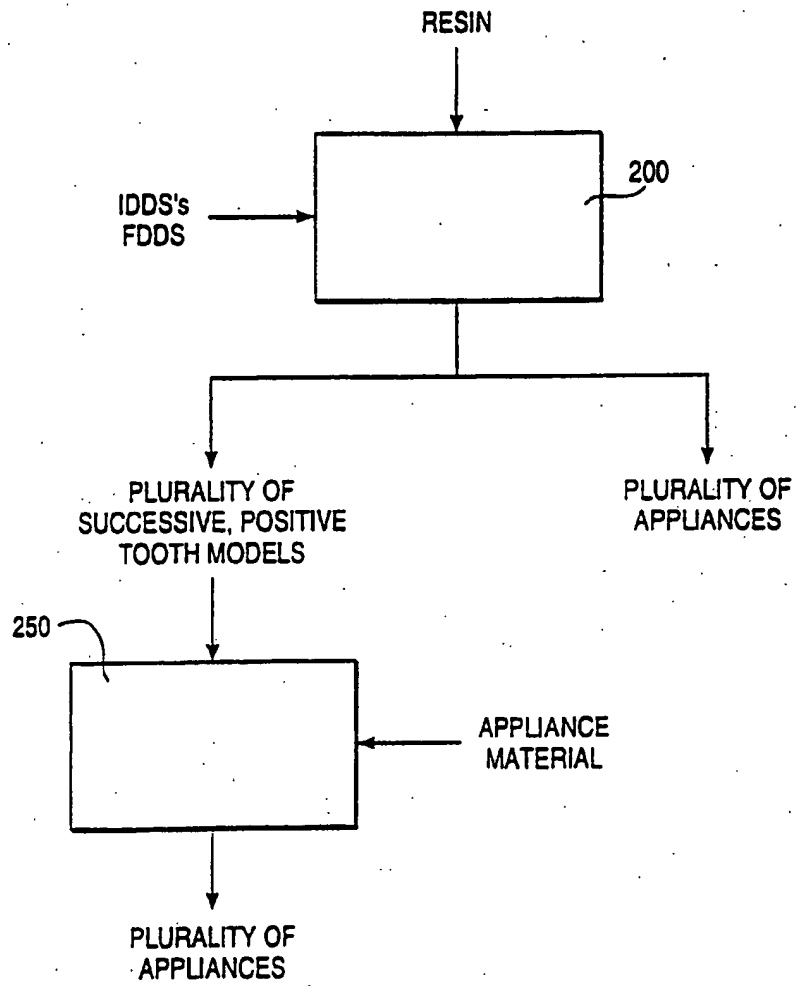 RESIN
200
IDDS's
FDDS
PLURALITY OF
SUCCESSIVE, POSITIVE
TOOTH MODELS
PLURALITY OF
APPLIANCES
250
APPLIANCE
MATERIAL
PLURALITY OF
APPLIANCES